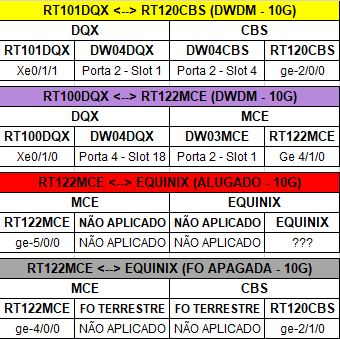 RT101DQX <--> RT120CBS (DWDM - 10G)
DQX CBS
RT101DQX DW04DQX DW04CBS RT120CBS
Xe0/1/1 Porta 2 - Slot 1 Porta 2 - Slot 4 ge-2/0/0
RT100DQX <--> RT122MCE (DWDM - 10G)
DQX MCE
RT100DQX DW04DQX DW03MCE RT122MCE
Xe0/1/0 Porta 4 - Slot 18 Porta 2 - Slot 1 Ge 4/1/0
RT122MCE <--> EQUINIX (ALUGADO - 10G)
MCE EQUINIX
RT122MCE NÃO APLICADO NÃO APLICADO EQUINIX
ge-5/0/0 NÃO APLICADO NÃO APLICADO ???
RT122MCE <--> EQUINIX (FO APAGADA - 10G)
MCE CBS
RT122MCE FO TERRESTRE FO TERRESTRE RT120CBS
ge-4/0/0 NÃO APLICADO NÃO APLICADO ge-2/1/0